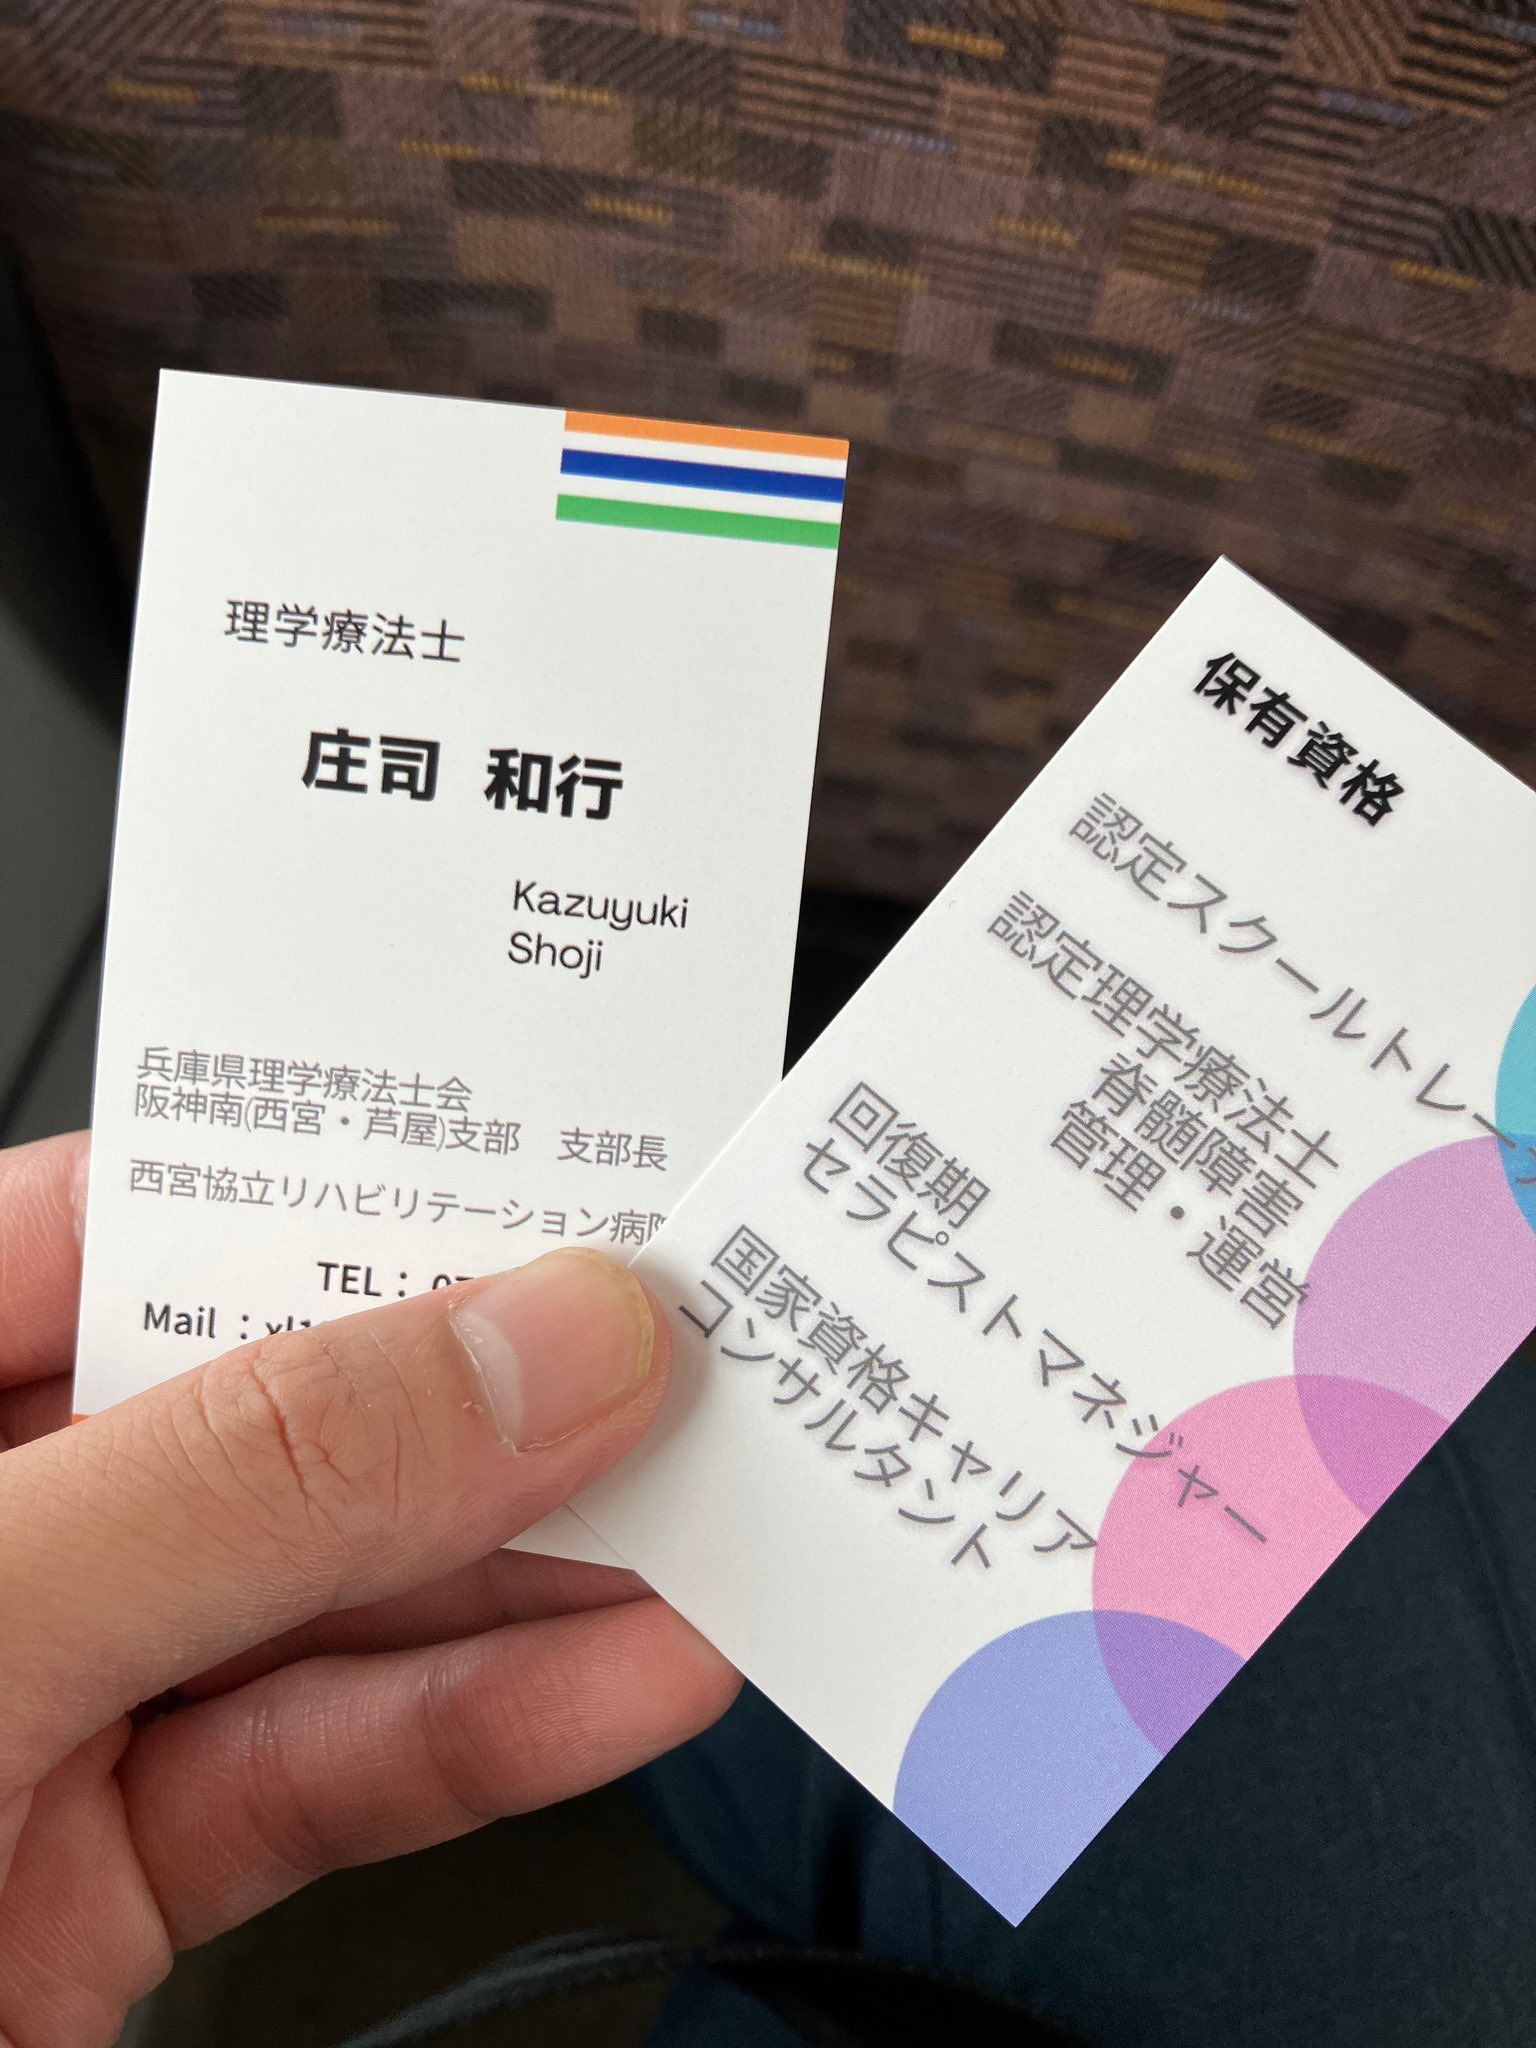 理学療法士
庄司 和行
Kazuyuki
Shoji
兵庫県理学療法士会
阪神南(西宮・芦屋)支部 支部長
西宮協立リハビリテーション病院
TEL：
Mail：
保有資格
認定スクールトレーナー
認定理学療法士
脊髄障害
管理・運営
回復期
セラピストマネジャー
国家資格キャリア
コンサルタント